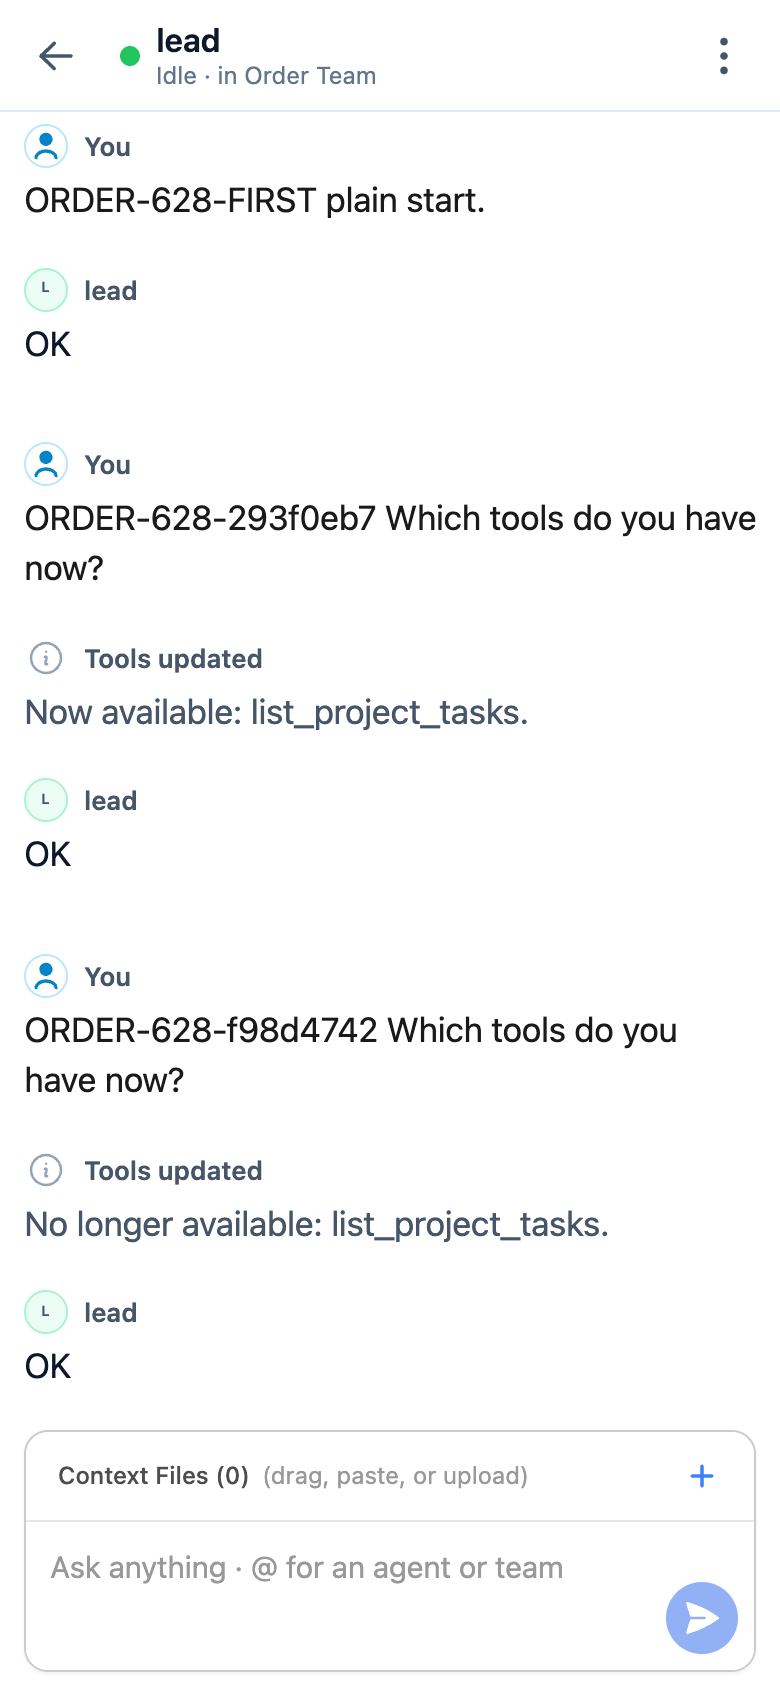 lead
Idle · in Order Team
You
ORDER-628-FIRST plain start.
L
lead
OK
You
ORDER-628-293f0eb7 Which tools do you have
now?
Tools updated
Now available: list_project_tasks.
L
lead
OK
You
ORDER-628-f98d4742 Which tools do you
have now?
Tools updated
No longer available: list_project_tasks.
L
lead
OK
Context Files (0) (drag, paste, or upload)
Ask anything · @ for an agent or team